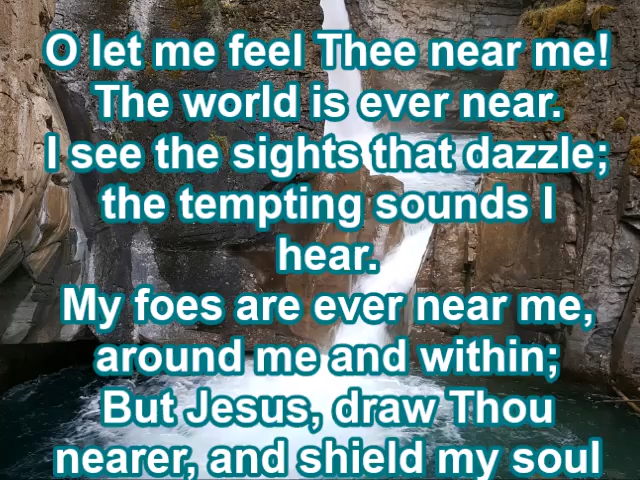 O let me feel Thee near me!
The world is ever near.
I see the sights that dazzle;
the tempting sounds I
hear.
My foes are ever near me,
around me and within;
But Jesus, draw Thou
nearer, and shield my soul